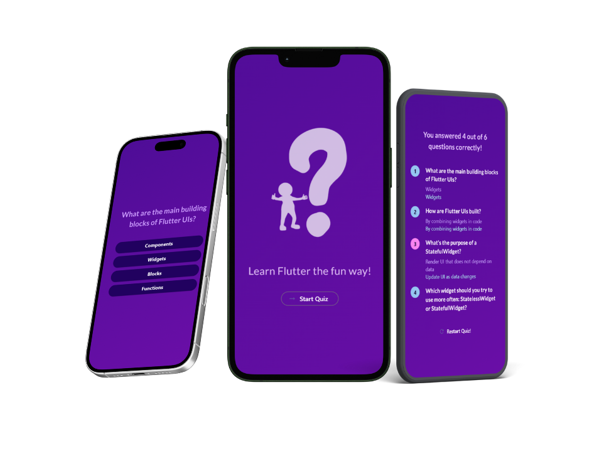 What are the main building
blocks of Flutter UIs?
Components
Widgets
Blocks
Functions
Learn Flutter the fun way!
Start Quiz
You answered 4 out of 6
questions correctly!
1
What are the main building blocks
of Flutter UIs?
Widgets
Widgets
2
How are Flutter UIs built?
By combining widgets in code
By combining widgets in code
3
What's the purpose of a
StatefulWidget?
Render UI that does not depend on
data
Update UI as data changes
4
Which widget should you try to
use more often: StatelessWidget
or StatefulWidget?
Restart Quiz!